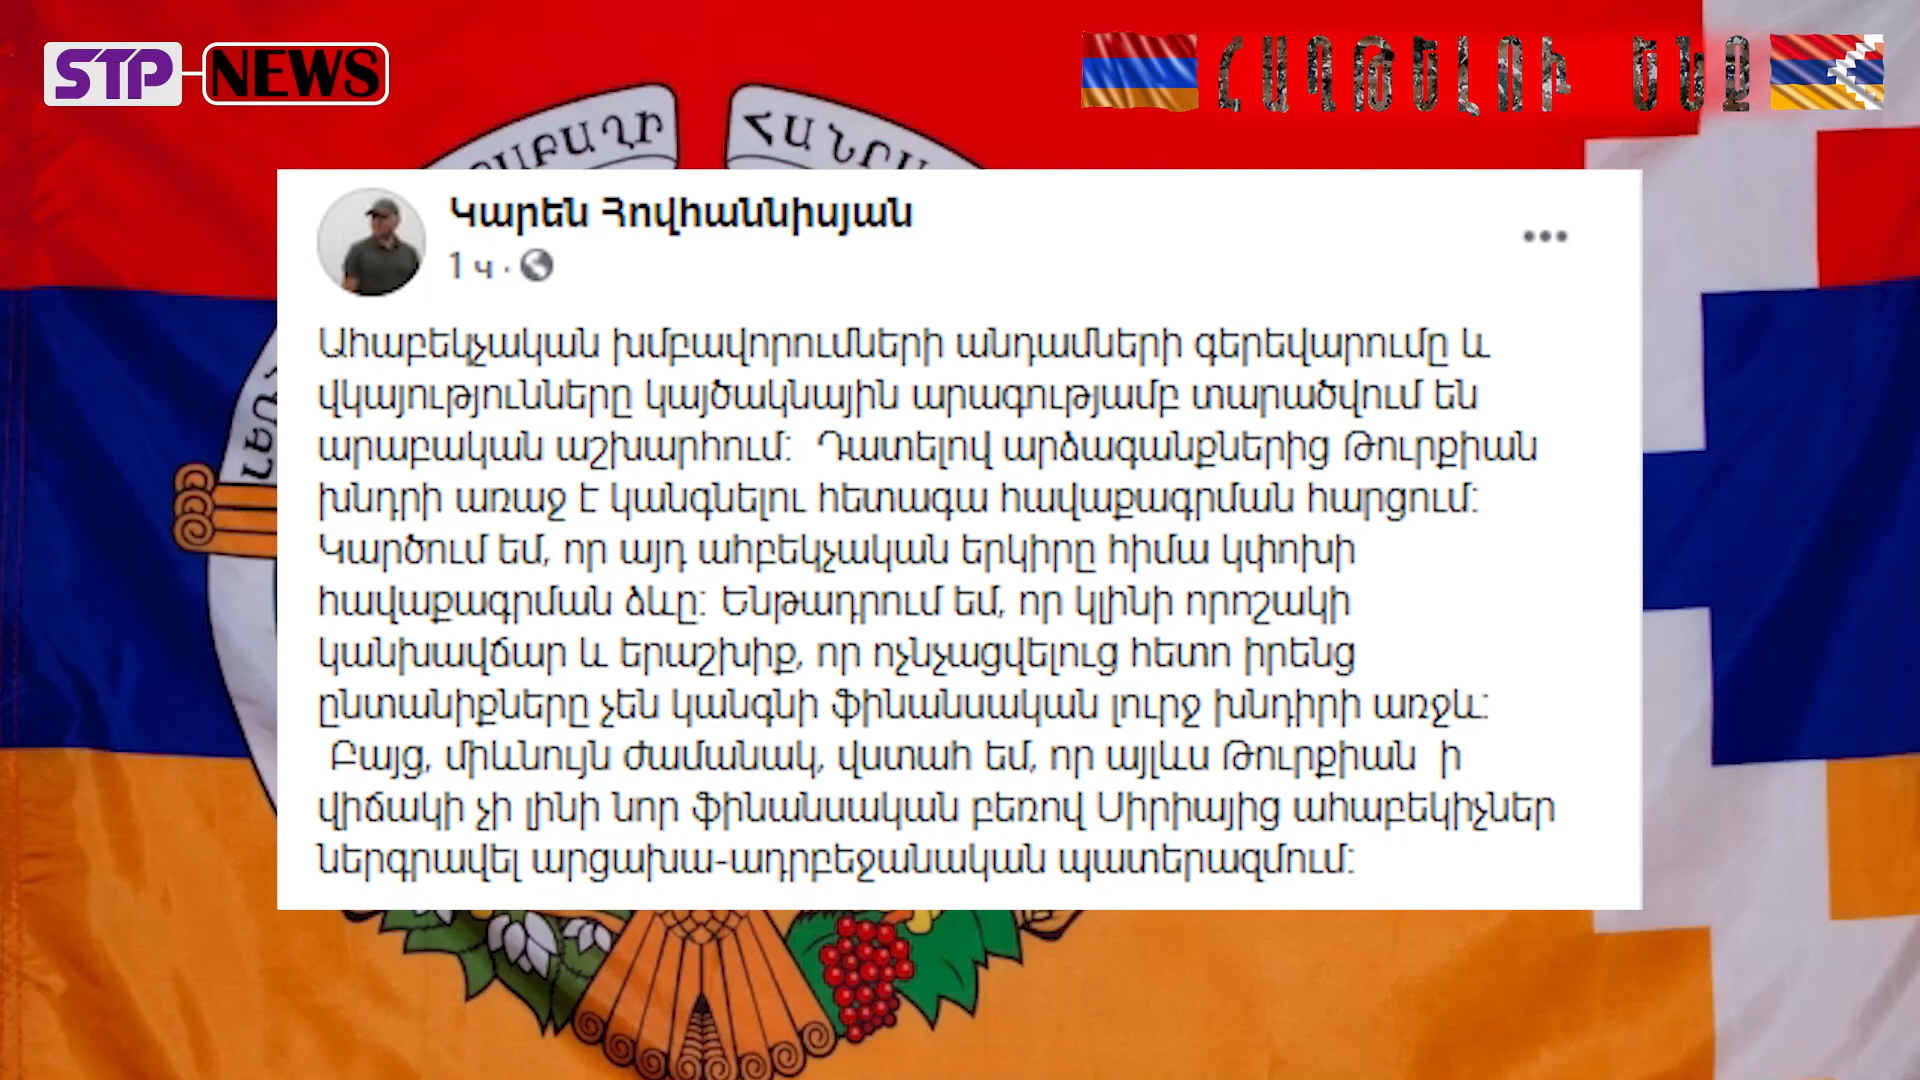 STP NEWS
ՀԱՂԹԵԼՈՒ ԵՆՔ
ՀԱՆՐԱ
Կարեն Հովհաննիսյան
1 ч ·
Ահաբեկչական խմբավորումների անդամների գերեվարումը և
վկայությունները կայծակնային արագությամբ տարածվում են
արաբական աշխարհում: Դատելով արձագանքներից Թուրքիան
խնդրի առաջ է կանգնելու հետագա հավաքագրման հարցում:
Կարծում եմ, որ այդ ահբեկչական երկիրը հիմա կփոխի
հավաքագրման ձևը: Ենթադրում եմ, որ կլինի որոշակի
կանխավճար և երաշխիք, որ ոչնչացվելուց հետո իրենց
ընտանիքները չեն կանգնի ֆինանսական լուրջ խնդիրի առջև:
Բայց, միևնույն ժամանակ, վստահ եմ, որ այլևս Թուրքիան ի
վիճակի չի լինի նոր ֆինանսական բեռով Սիրիայից ահաբեկիչներ
ներգրավել արցախա-ադրբեջանական պատերազմում: